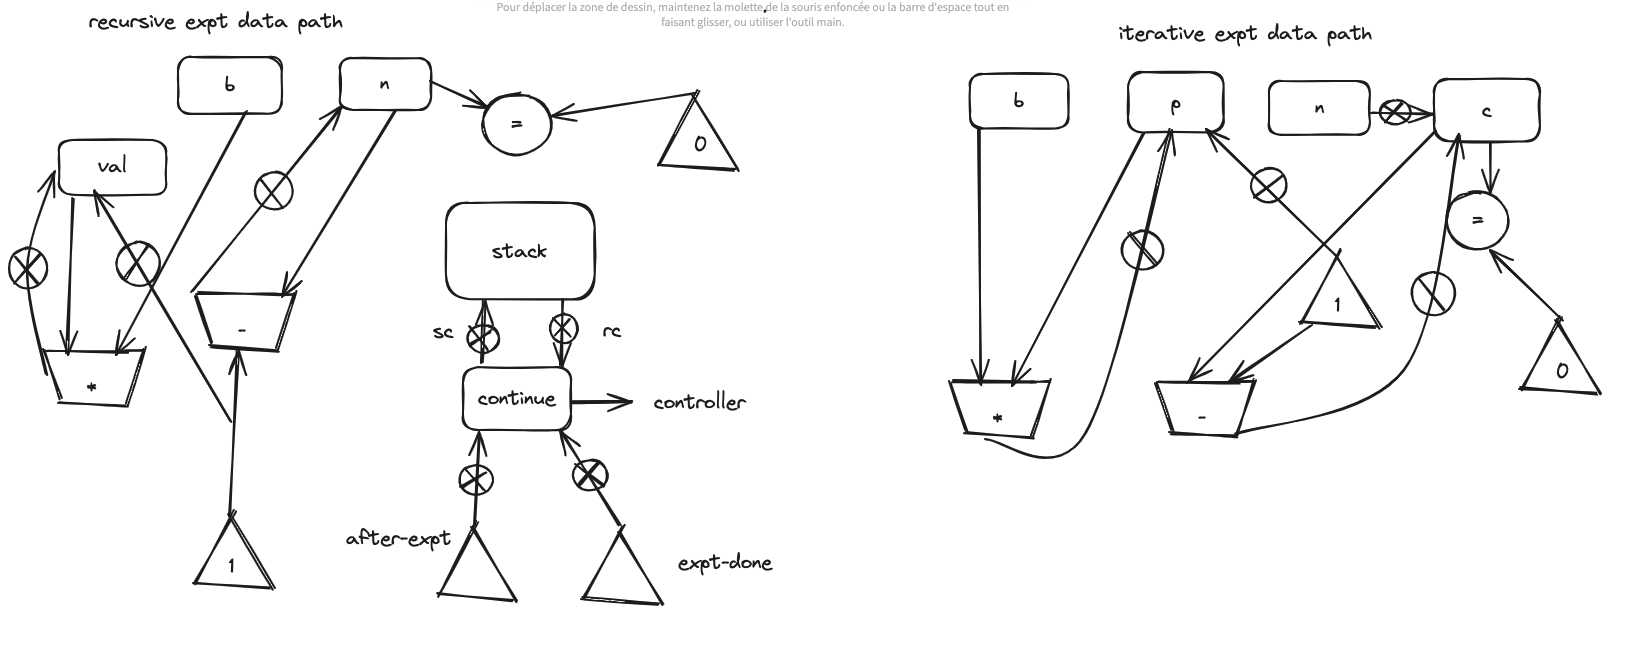 Pour déplacer la zone de dessin, maintenez la molette de la souris enfoncée ou la barre d'espace tout en
faisant glisser, ou utiliser l'outil main.
recursive expt data path
b
n
=
0
val
*
-
1
stack
sc
rc
continue
controller
after-expt
expt-done
iterative expt data path
b
p
n
c
=
1
0
*
-